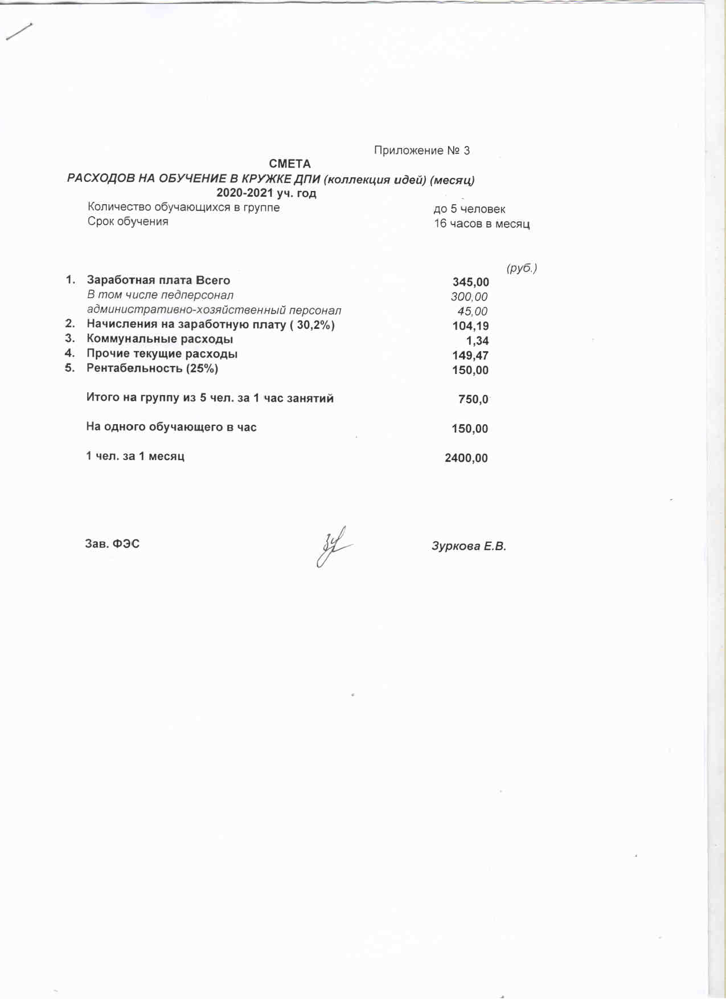 Приложение № 3
СМЕТА
РАСХОДОВ НА ОБУЧЕНИЕ В КРУЖКЕ ДПИ (коллекция идей) (месяц)
2020-2021 уч. год
Количество обучающихся в группе до 5 человек
Срок обучения 16 часов в месяц
(руб.)
1. Заработная плата Всего 345,00
В том числе педперсонал 300,00
административно-хозяйственный персонал 45,00
2. Начисления на заработную плату ( 30,2%) 104,19
3. Коммунальные расходы 1,34
4. Прочие текущие расходы 149,47
5. Рентабельность (25%) 150,00
Итого на группу из 5 чел. за 1 час занятий 750,0
На одного обучающего в час 150,00
1 чел. за 1 месяц 2400,00
Зав. ФЭС Зуркова Е.В.